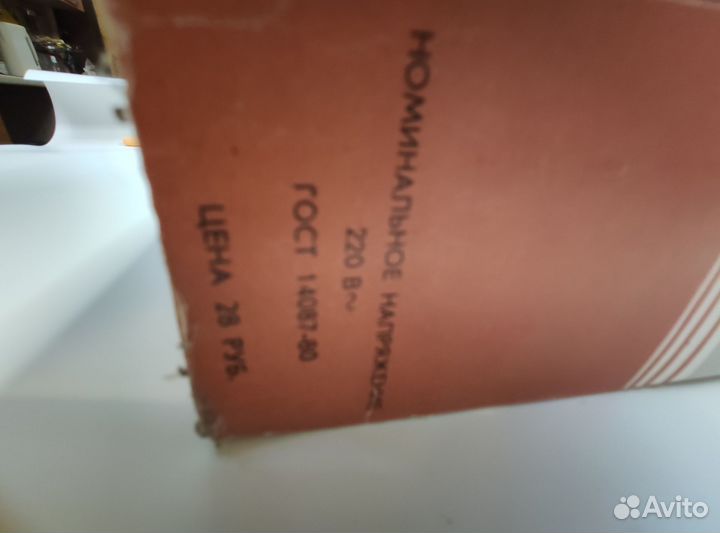 НОМИНАЛЬНОЕ НАПРЯЖЕНИЕ
220 В~
ГОСТ 14087-80
ЦЕНА 28 РУБ.
Avito